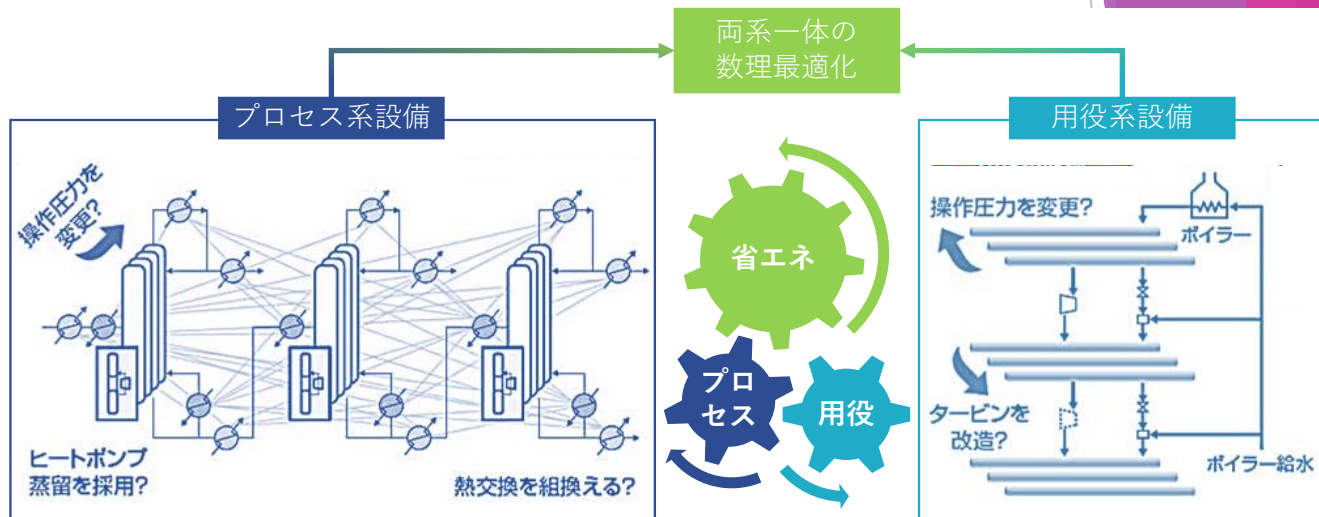 両系一体の
数理最適化
プロセス系設備
操作圧力を
変更?
ヒートポンプ
蒸留を採用?
熱交換を組換える?
省エネ
プロ
セス
用役
用役系設備
操作圧力を変更?
ボイラー
タービンを
改造?
ボイラー給水